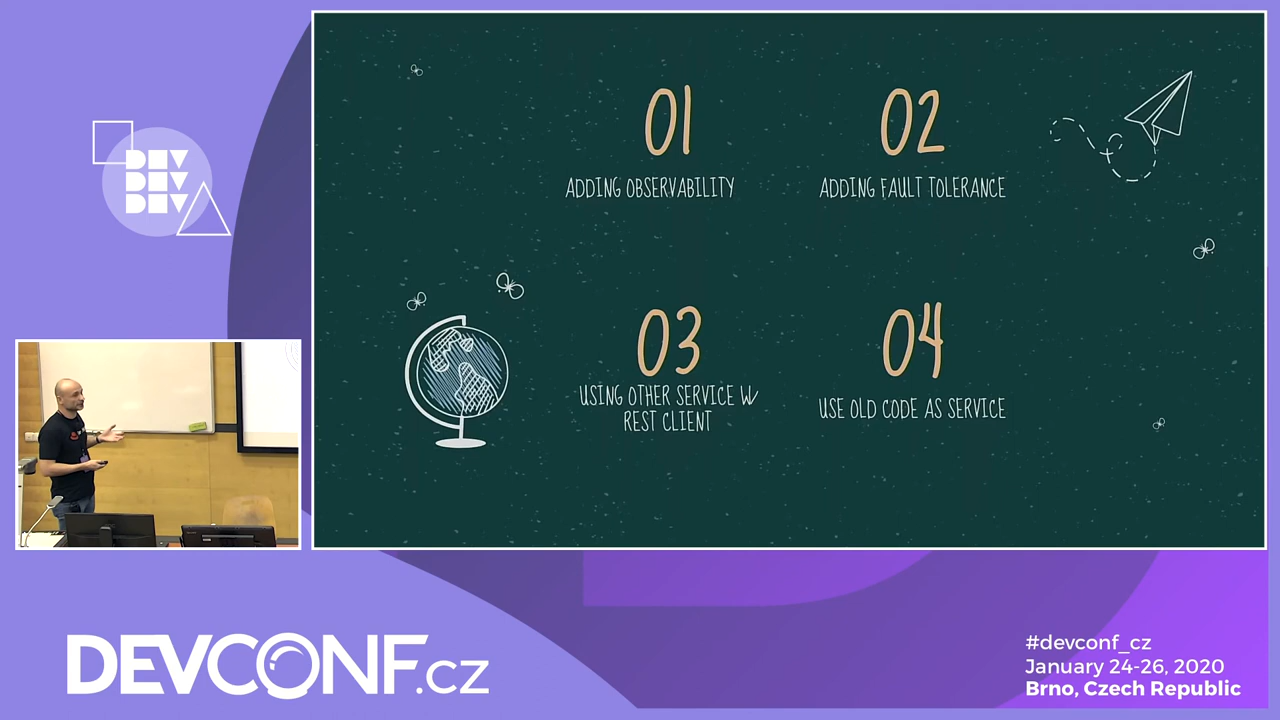 DEV
DEV
DEV
01
ADDING OBSERVABILITY
02
ADDING FAULT TOLERANCE
03
USING OTHER SERVICE W/
REST CLIENT
04
USE OLD CODE AS SERVICE
DEVCONF.cz
#devconf_cz
January 24-26, 2020
Brno, Czech Republic